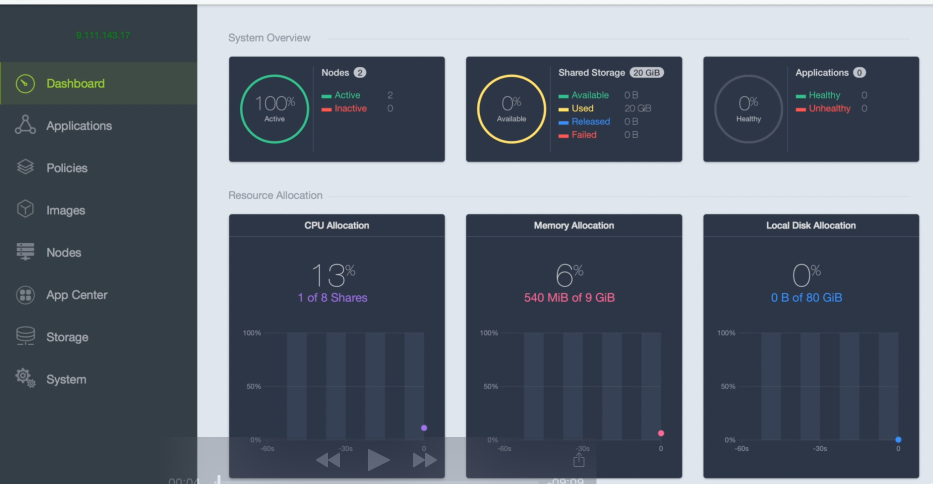 9.111.143.17
Dashboard
Applications
Policies
Images
Nodes
App Center
Storage
System
System Overview
Nodes 2
100%
Active
Active 2
Inactive 0
Shared Storage 20 GiB
0%
Available
Available 0 B
Used 20 GiB
Released 0 B
Failed 0 B
Applications 0
0%
Healthy
Healthy 0
Unhealthy 0
Resource Allocation
CPU Allocation
13%
1 of 8 Shares
100%
50%
0%
-60s -30s 0
Memory Allocation
6%
540 MiB of 9 GiB
100%
50%
0%
-60s -30s 0
Local Disk Allocation
0%
0 B of 80 GiB
100%
50%
0%
-60s -30s 0
00:04
-09:09